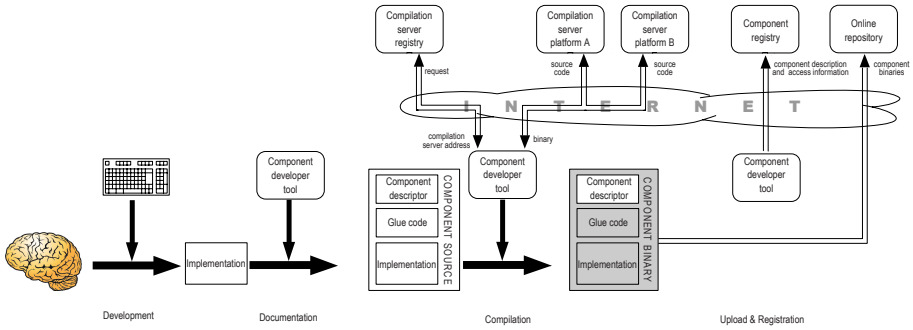 Compilation
server
registry
Compilation
server
platform A
Compilation
server
platform B
Component
registry
Online
repository
request
source
code
source
code
component description
and access information
component
binaries
I N T E R N E T
compilation
server address
binary
Component
developer
tool
Component
developer
tool
Component
developer
tool
Component
descriptor
Glue code
Implementation
COMPONENT SOURCE
Component
descriptor
Glue code
Implementation
COMPONENT BINARY
Implementation
Development
Documentation
Compilation
Upload & Registration